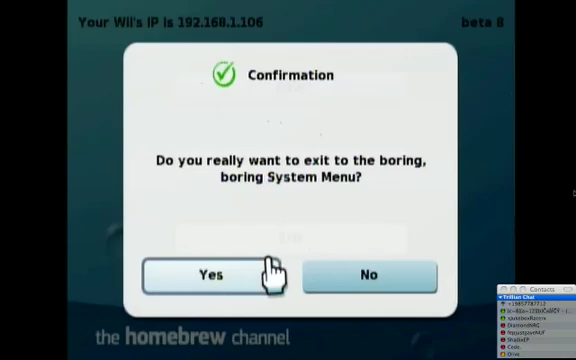 Your Wii's IP is 192.168.1.106
beta 8
Confirmation
Do you really want to exit to the boring,
boring System Menu?
Yes
No
the homebrew channel
Contacts
Trillian Chat